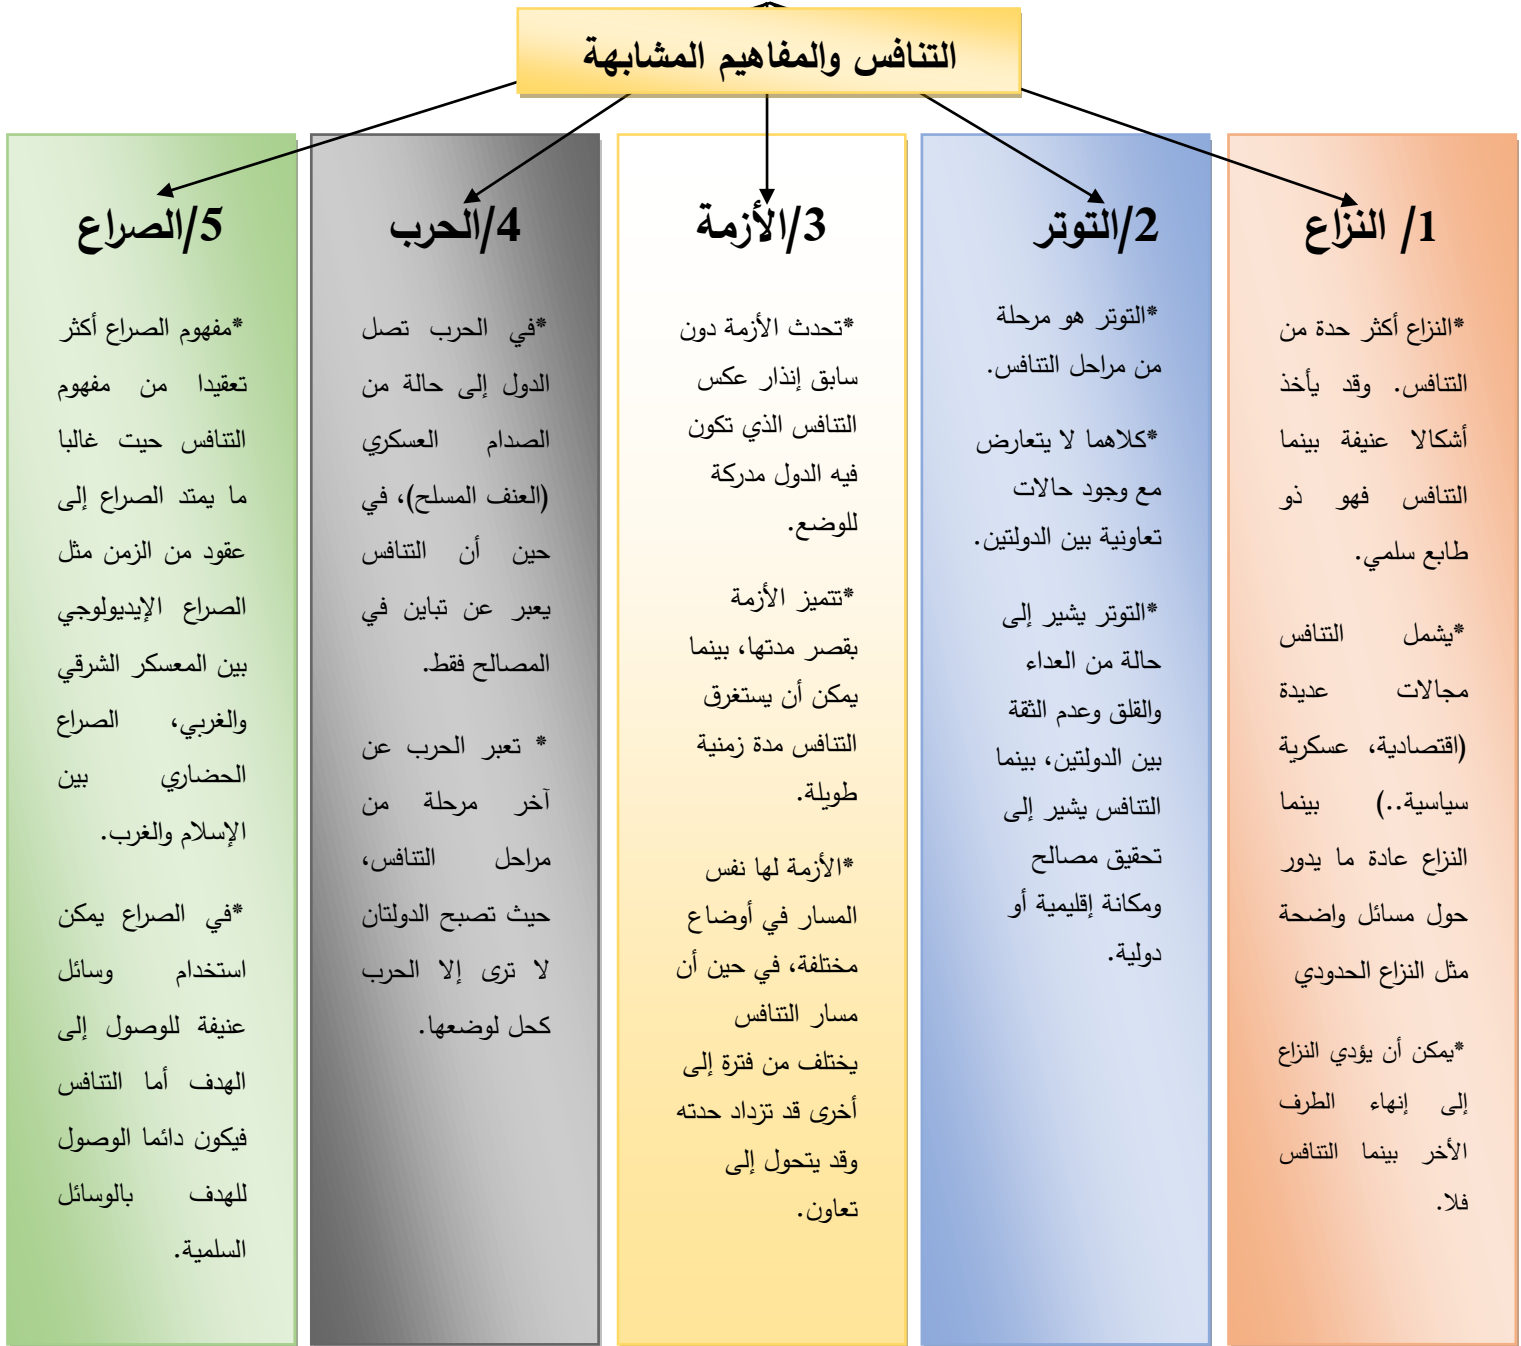 التنافس والمفاهيم المشابهة
1/ النزاع
*النزاع أكثر حدة من
التنافس. وقد يأخذ
أشكالا عنيفة بينما
التنافس فهو ذو
طابع سلمي.
*يشمل التنافس
مجالات عديدة
(اقتصادية، عسكرية
سياسية..) بينما
النزاع عادة ما يدور
حول مسائل واضحة
مثل النزاع الحدودي
*يمكن أن يؤدي النزاع
إلى إنهاء الطرف
الأخر بينما التنافس
فلا.
2/التوتر
*التوتر هو مرحلة
من مراحل التنافس.
*كلاهما لا يتعارض
مع وجود حالات
تعاونية بين الدولتين.
*التوتر يشير إلى
حالة من العداء
والقلق وعدم الثقة
بين الدولتين، بينما
التنافس يشير إلى
تحقيق مصالح
ومكانة إقليمية أو
دولية.
3/الأزمة
*تحدث الأزمة دون
سابق إنذار عكس
التنافس الذي تكون
فيه الدول مدركة
للوضع.
*تتميز الأزمة
بقصر مدتها، بينما
يمكن أن يستغرق
التنافس مدة زمنية
طويلة.
*الأزمة لها نفس
المسار في أوضاع
مختلفة، في حين أن
مسار التنافس
يختلف من فترة إلى
أخرى قد تزداد حدته
وقد يتحول إلى
تعاون.
4/الحرب
*في الحرب تصل
الدول إلى حالة من
الصدام العسكري
(العنف المسلح)، في
حين أن التنافس
يعبر عن تباين في
المصالح فقط.
* تعبر الحرب عن
آخر مرحلة من
مراحل التنافس،
حيث تصبح الدولتان
لا ترى إلا الحرب
كحل لوضعها.
5/الصراع
*مفهوم الصراع أكثر
تعقيدا من مفهوم
التنافس حيت غالبا
ما يمتد الصراع إلى
عقود من الزمن مثل
الصراع الإيديولوجي
بين المعسكر الشرقي
والغربي، الصراع
الحضاري بين
الإسلام والغرب.
*في الصراع يمكن
استخدام وسائل
عنيفة للوصول إلى
الهدف أما التنافس
فيكون دائما الوصول
للهدف بالوسائل
السلمية.